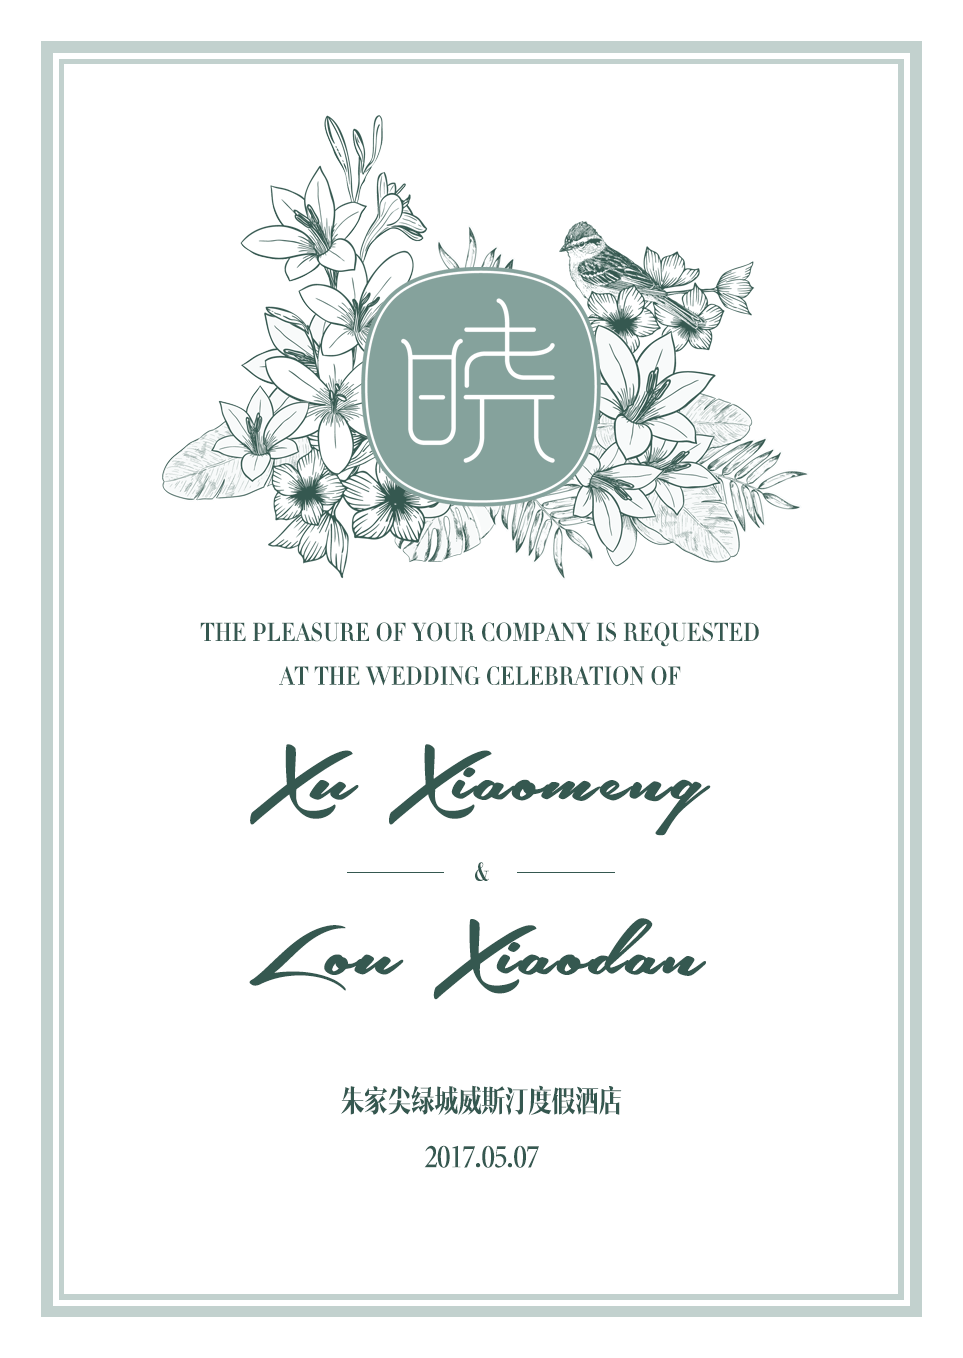 晓
THE PLEASURE OF YOUR COMPANY IS REQUESTED
AT THE WEDDING CELEBRATION OF
Xu Xiaomeng
&
Lou Xiaodan
朱家尖绿城威斯汀度假酒店
2017.05.07